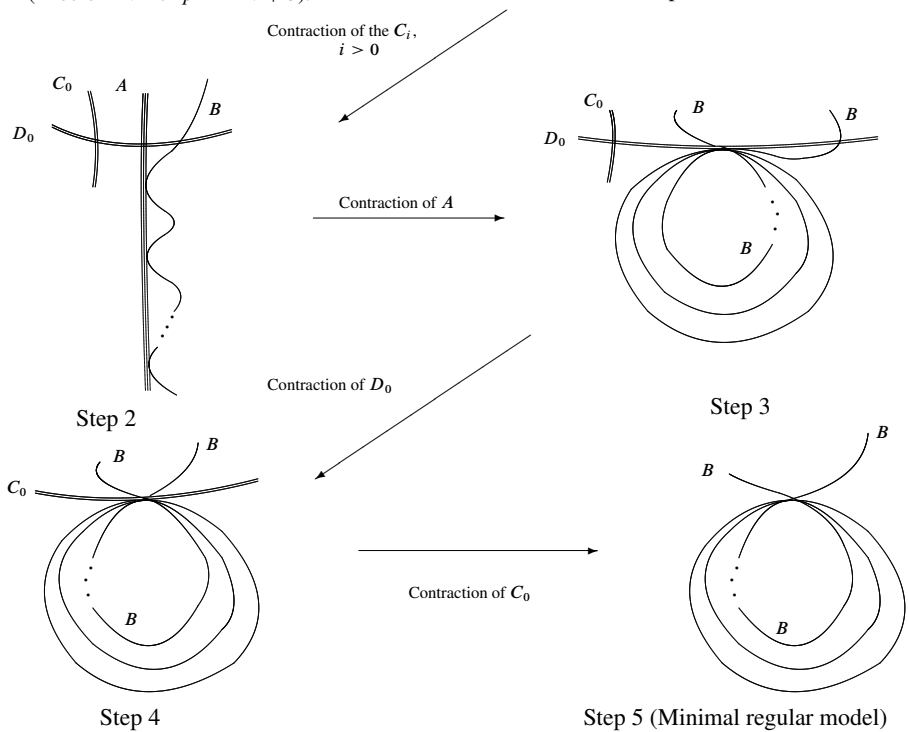 Contraction of the C_i,
i > 0
C_0
A
B
D_0
C_0
B
B
D_0
Contraction of A
B
Contraction of D_0
Step 2
Step 3
B
B
C_0
B
B
Contraction of C_0
B
B
Step 4
Step 5 (Minimal regular model)